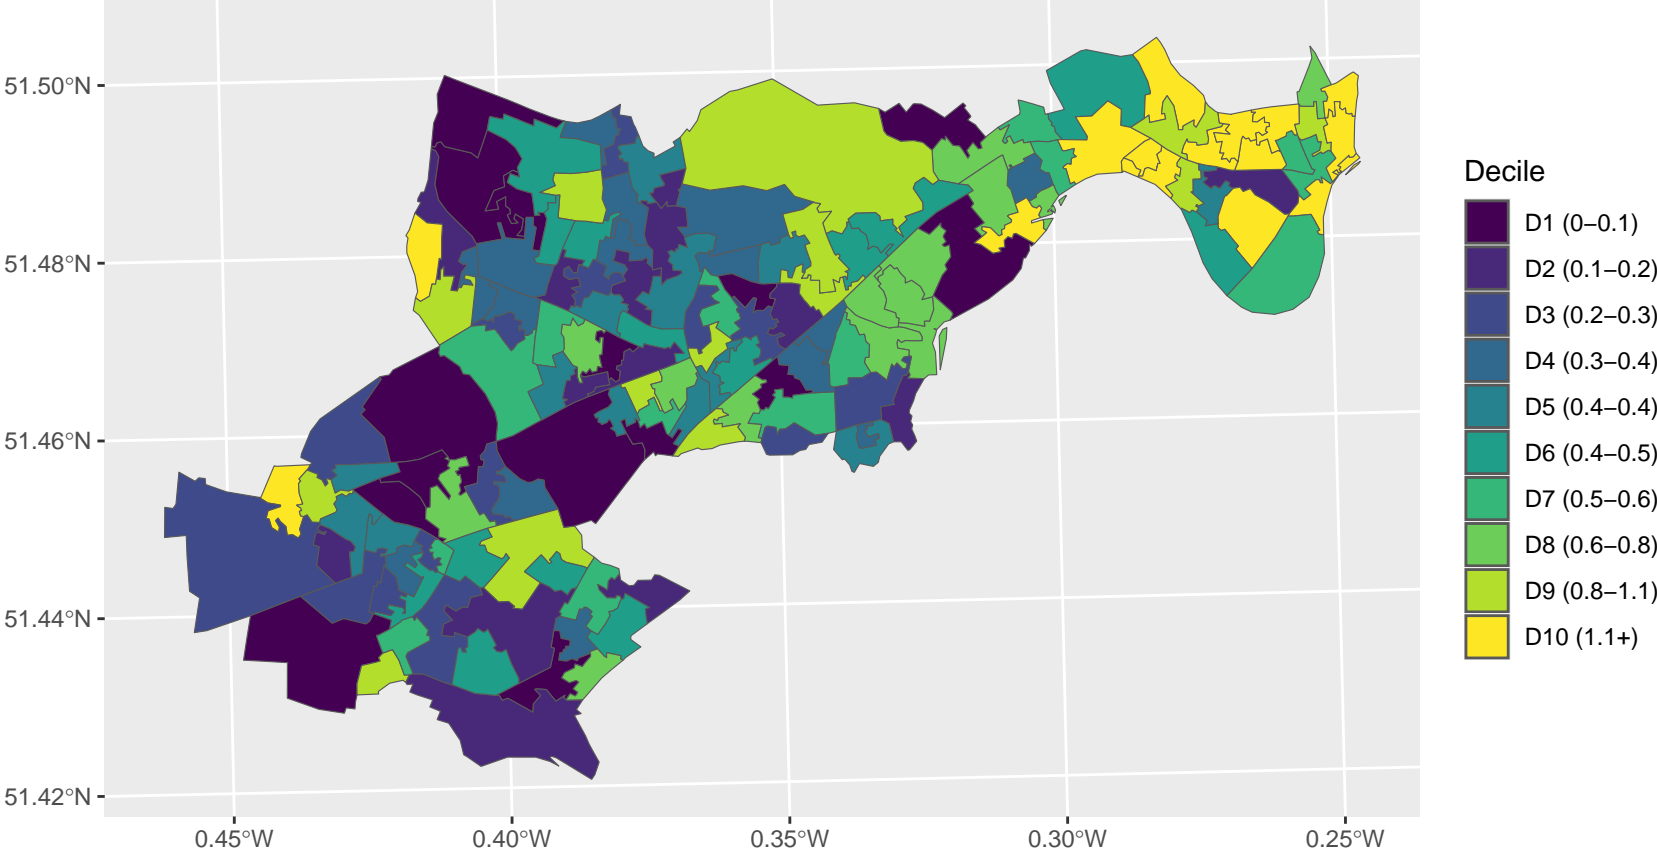 51.50°N
51.48°N
51.46°N
51.44°N
51.42°N
0.45°W
0.40°W
0.35°W
0.30°W
0.25°W
Decile
D1 (0−0.1)
D2 (0.1−0.2)
D3 (0.2−0.3)
D4 (0.3−0.4)
D5 (0.4−0.4)
D6 (0.4−0.5)
D7 (0.5−0.6)
D8 (0.6−0.8)
D9 (0.8−1.1)
D10 (1.1+)